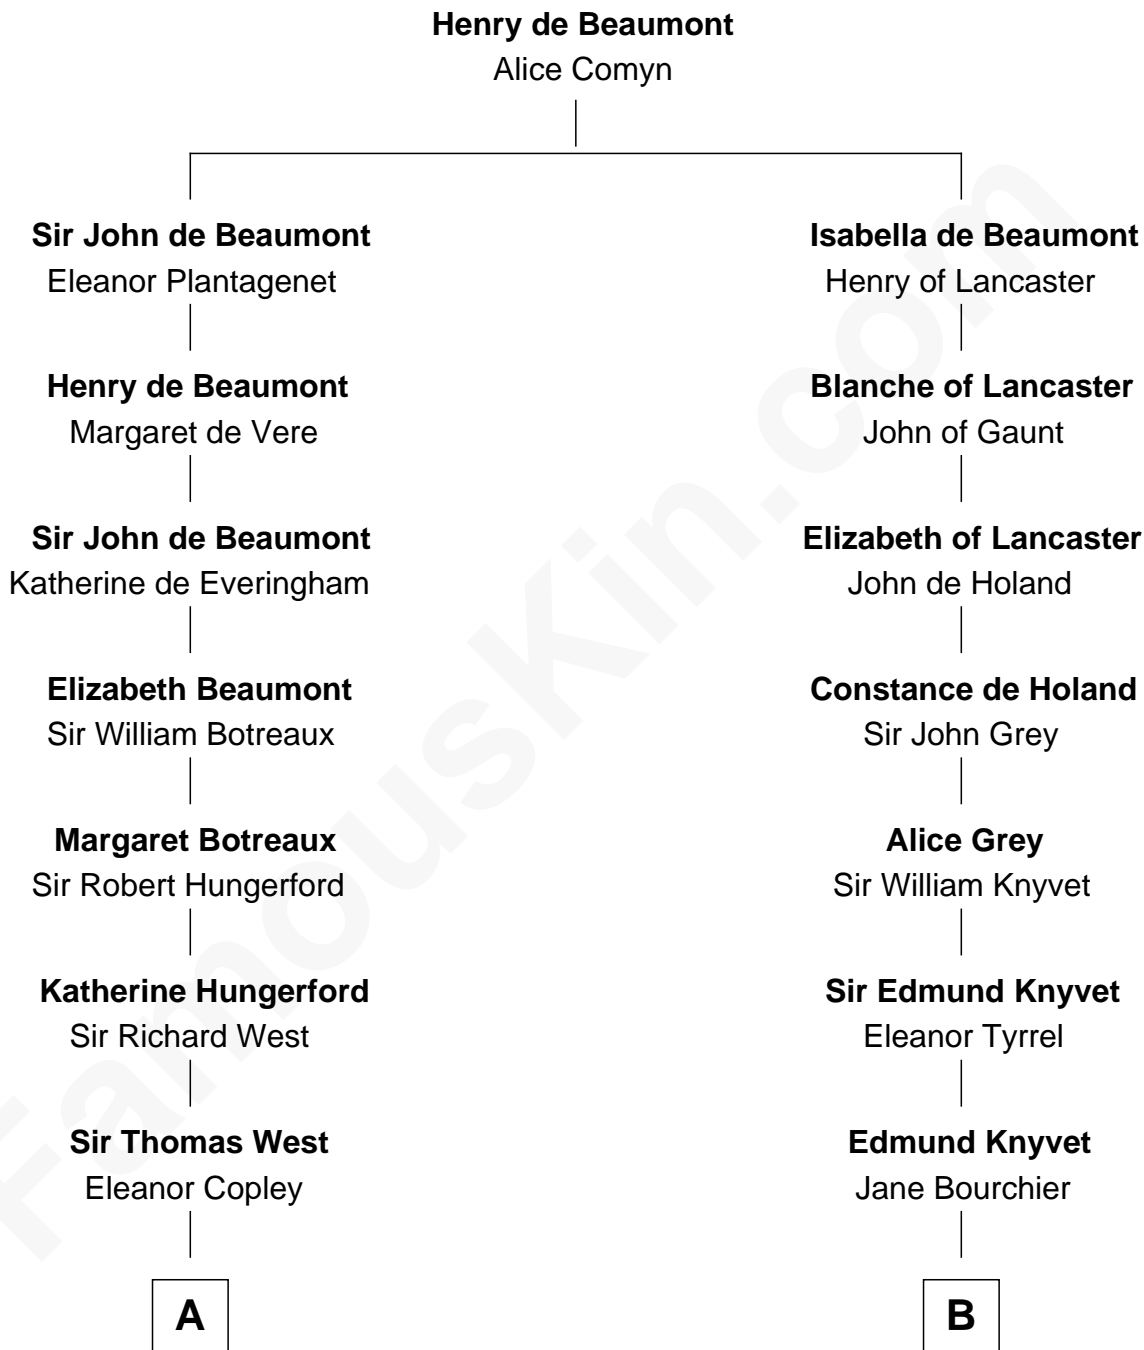 Henry de Beaumont
Alice Comyn
Sir John de Beaumont
Eleanor Plantagenet
Isabella de Beaumont
Henry of Lancaster
Henry de Beaumont
Margaret de Vere
Blanche of Lancaster
John of Gaunt
Sir John de Beaumont
Katherine de Everingham
Elizabeth of Lancaster
John de Holand
Elizabeth Beaumont
Sir William Botreaux
Constance de Holand
Sir John Grey
Margaret Botreaux
Sir Robert Hungerford
Alice Grey
Sir William Knyvet
Katherine Hungerford
Sir Richard West
Sir Edmund Knyvet
Eleanor Tyrrel
Sir Thomas West
Eleanor Copley
Edmund Knyvet
Jane Bourchier
A
B
FamousKin.com